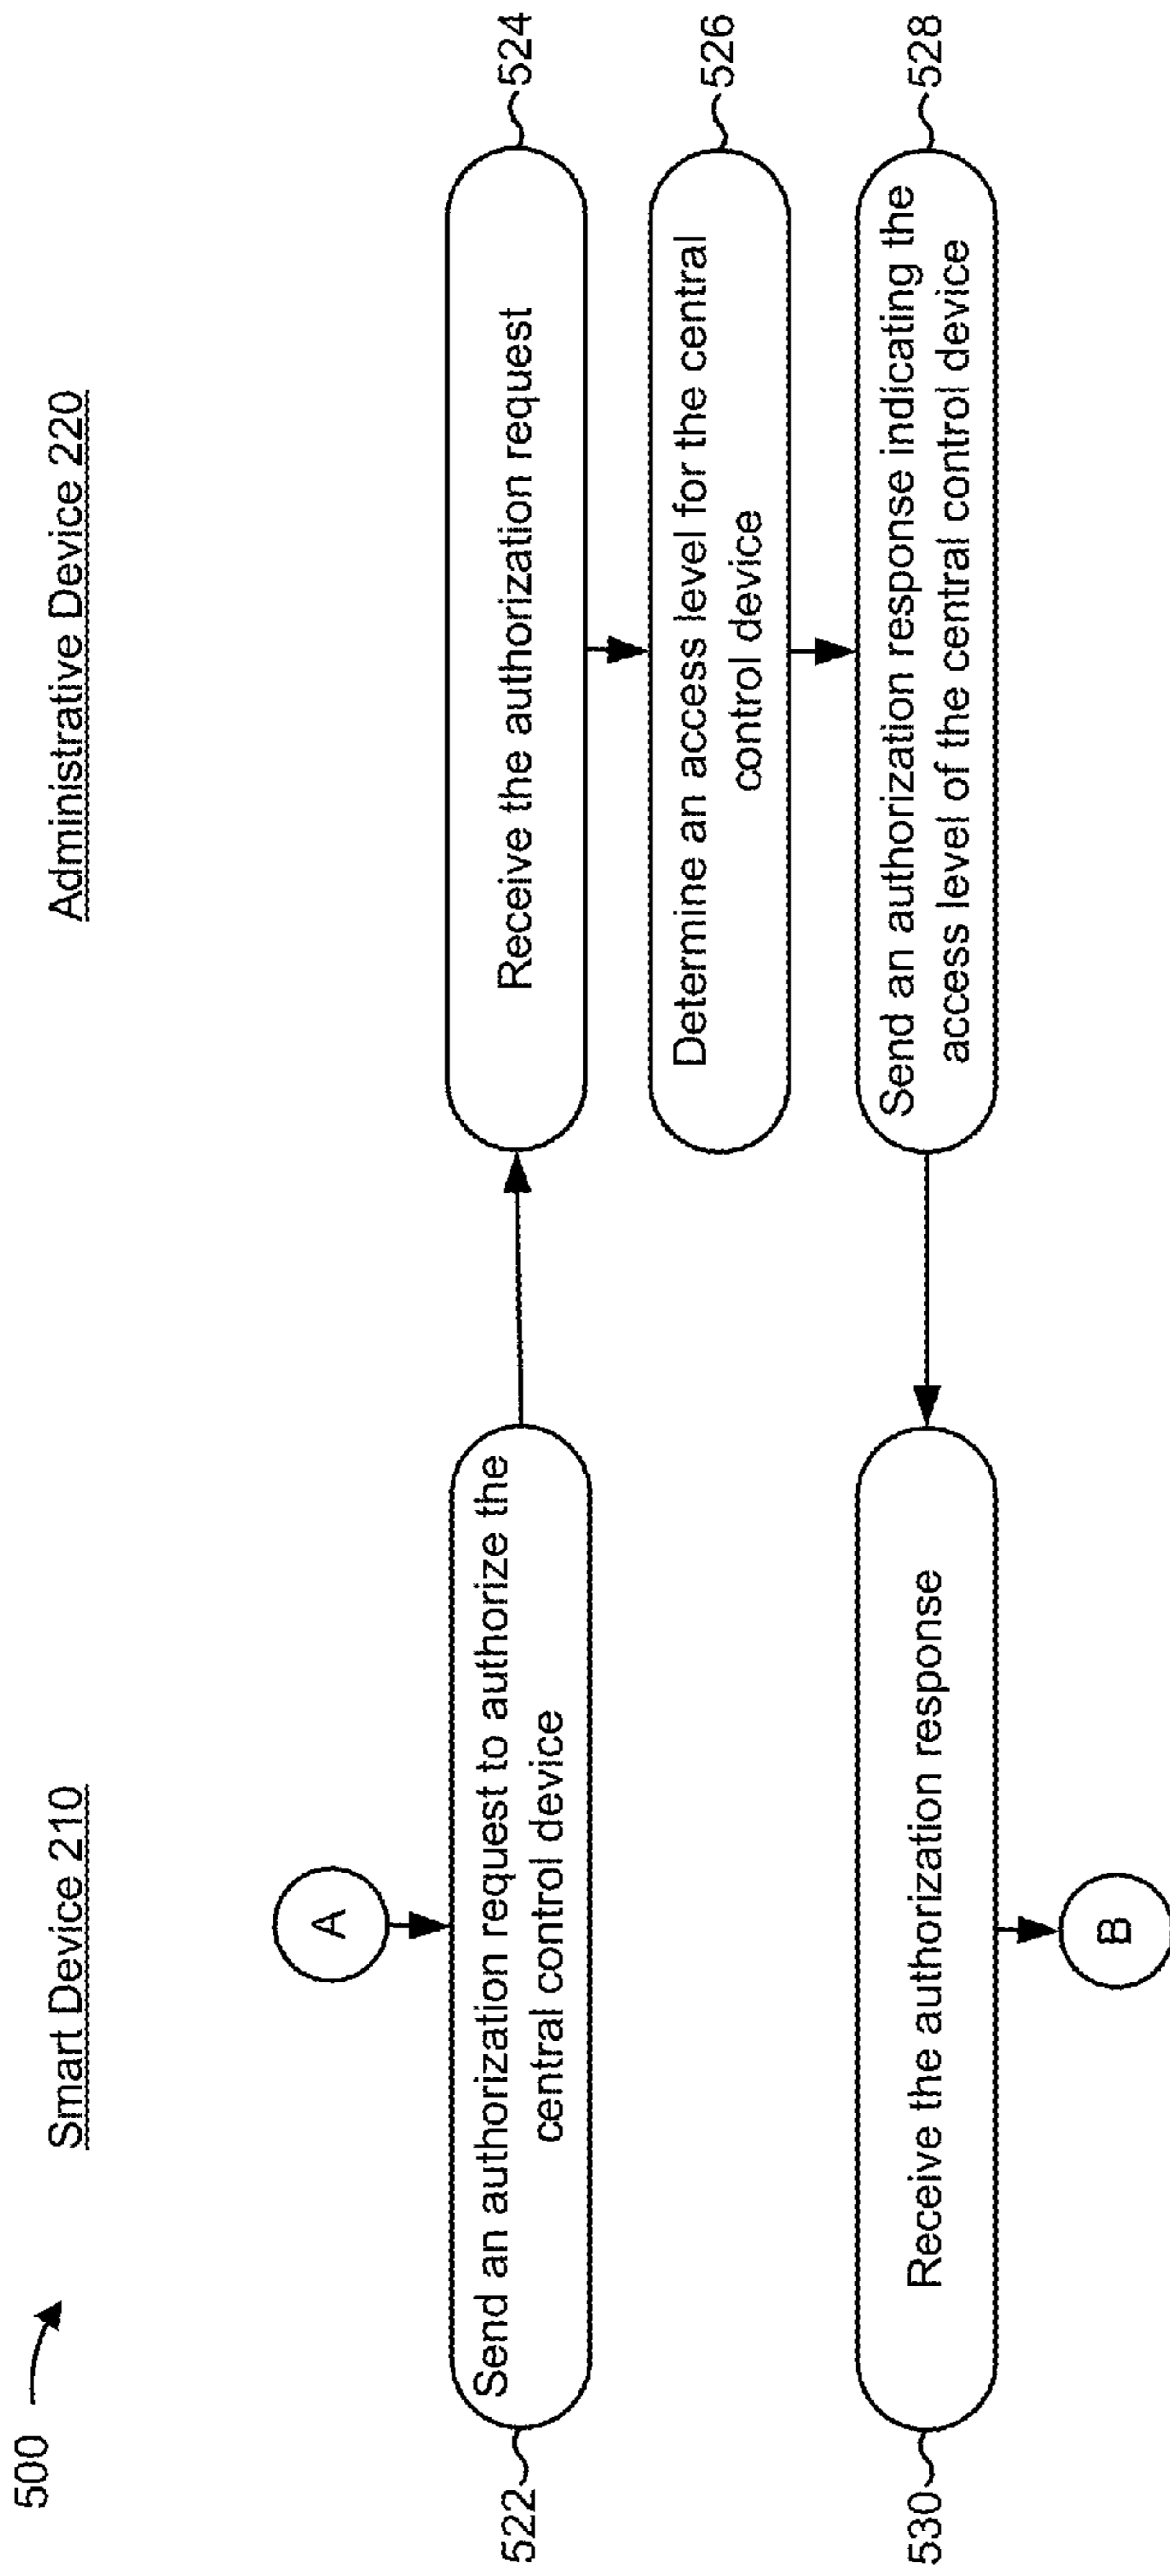 500
Smart Device 210
Administrative Device 220
A
522
Send an authorization request to authorize the
central control device
Receive the authorization request
524
Determine an access level for the central
control device
526
Send an authorization response indicating the
access level of the central control device
528
530
Receive the authorization response
B